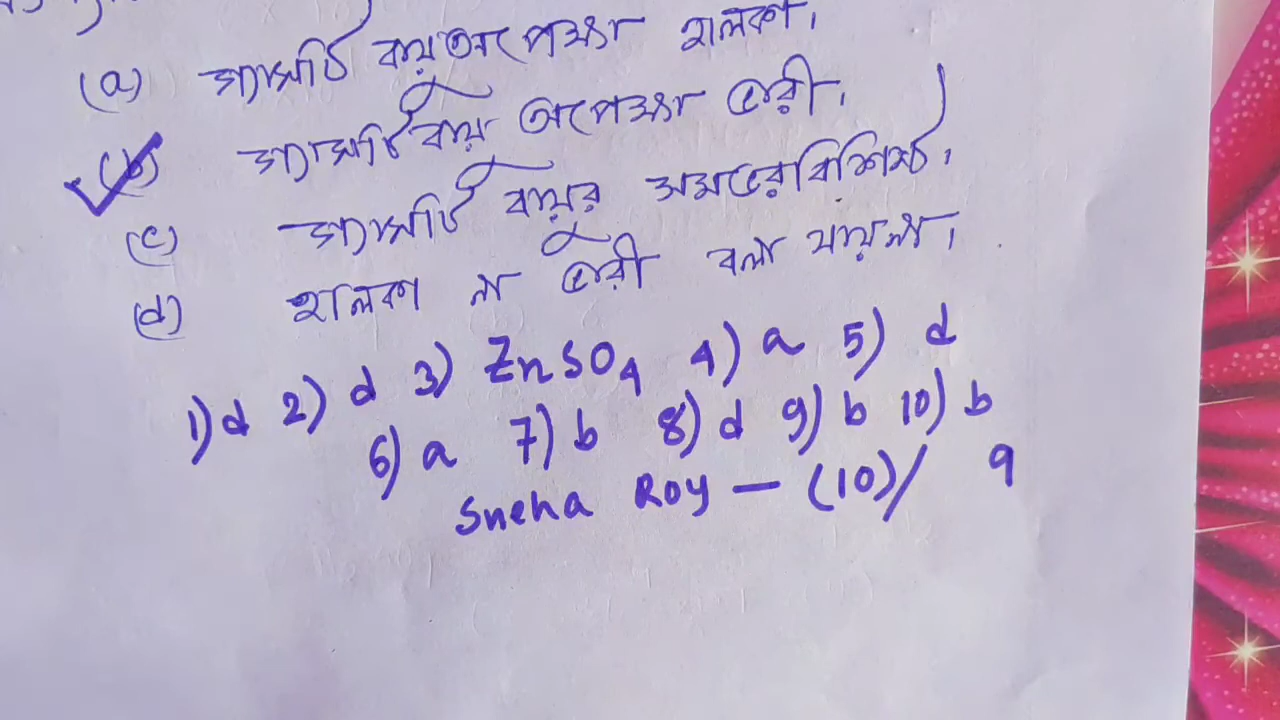 (a) গ্যাসটি বায়ু অপেক্ষা হালকা।
(b) গ্যাসটি বায়ু অপেক্ষা ভারী।
(c) গ্যাসটি বায়ুর সমভরবিশিষ্ট।
(d) হালকা না ভারী বলা যায় না।
1) d 2) d 3) ZnSO4 4) a 5) d
6) a 7) b 8) d 9) b 10) b
Sneha Roy — (10)/ 9